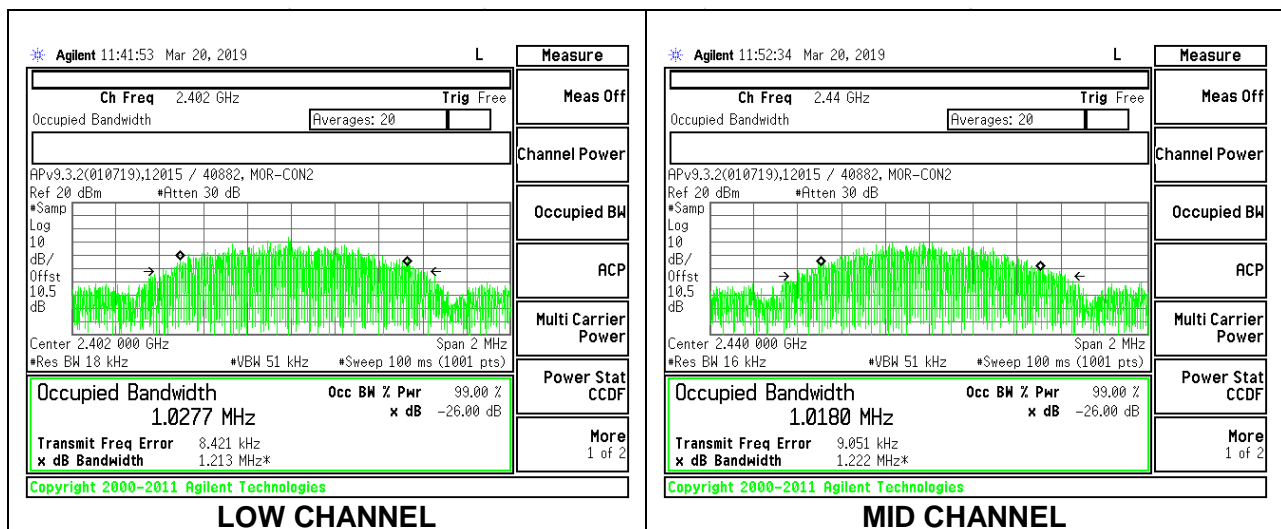 Agilent 11:41:53 Mar 20, 2019 L
Measure
Ch Freq 2.402 GHz Trig Free
Meas Off
Occupied Bandwidth Averages: 20
Channel Power
APv9.3.2(010719),12015 / 40882, MOR-CON2
Ref 20 dBm #Atten 30 dB
#Samp
Log
10
dB/
Offst
10.5
dB
Occupied BW
ACP
Multi Carrier
Power
Center 2.402 000 GHz Span 2 MHz
#Res BW 18 kHz #VBW 51 kHz #Sweep 100 ms (1001 pts)
Power Stat
CCDF
Occupied Bandwidth Occ BW % Pwr 99.00 %
1.0277 MHz x dB -26.00 dB
More
1 of 2
Transmit Freq Error 8.421 kHz
x dB Bandwidth 1.213 MHz*
Copyright 2000-2011 Agilent Technologies
LOW CHANNEL
Agilent 11:52:34 Mar 20, 2019 L
Measure
Ch Freq 2.44 GHz Trig Free
Meas Off
Occupied Bandwidth Averages: 20
Channel Power
APv9.3.2(010719),12015 / 40882, MOR-CON2
Ref 20 dBm #Atten 30 dB
#Samp
Log
10
dB/
Offst
10.5
dB
Occupied BW
ACP
Multi Carrier
Power
Center 2.440 000 GHz Span 2 MHz
#Res BW 16 kHz #VBW 51 kHz #Sweep 100 ms (1001 pts)
Power Stat
CCDF
Occupied Bandwidth Occ BW % Pwr 99.00 %
1.0180 MHz x dB -26.00 dB
More
1 of 2
Transmit Freq Error 9.051 kHz
x dB Bandwidth 1.222 MHz*
Copyright 2000-2011 Agilent Technologies
MID CHANNEL